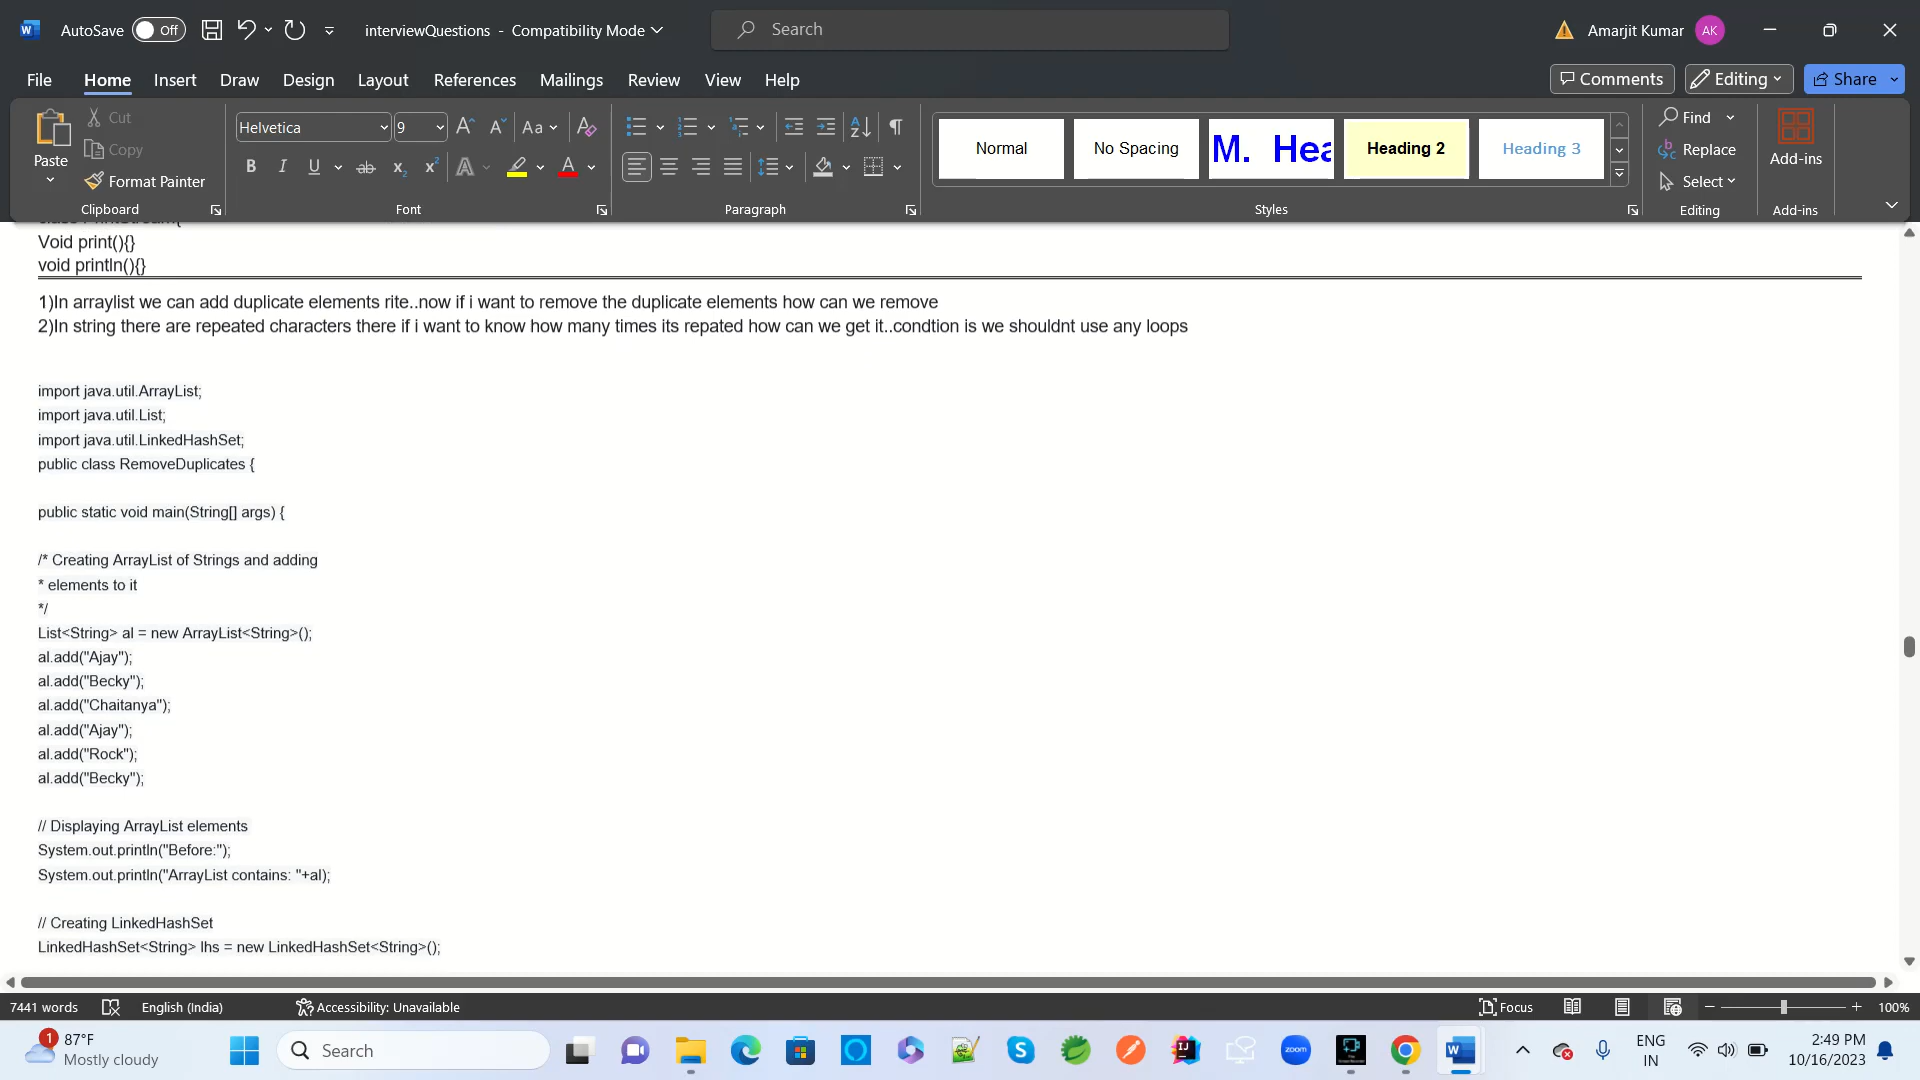 AutoSave Off interviewQuestions - Compatibility Mode Search Amarjit Kumar AK
File Home Insert Draw Design Layout References Mailings Review View Help Comments Editing Share
Paste Cut Copy Format Painter
Helvetica 9 Aa
B I U ab x₂ x² A A
Normal No Spacing M. Hea Heading 2 Heading 3
Find Replace Select Add-ins
Clipboard Font Paragraph Styles Editing Add-ins
Void print(){}
void println(){}
1)In arraylist we can add duplicate elements rite..now if i want to remove the duplicate elements how can we remove
2)In string there are repeated characters there if i want to know how many times its repated how can we get it..condtion is we shouldnt use any loops
import java.util.ArrayList;
import java.util.List;
import java.util.LinkedHashSet;
public class RemoveDuplicates {
public static void main(String[] args) {
/* Creating ArrayList of Strings and adding
* elements to it
*/
List<String> al = new ArrayList<String>();
al.add("Ajay");
al.add("Becky");
al.add("Chaitanya");
al.add("Ajay");
al.add("Rock");
al.add("Becky");
// Displaying ArrayList elements
System.out.println("Before:");
System.out.println("ArrayList contains: "+al);
// Creating LinkedHashSet
LinkedHashSet<String> lhs = new LinkedHashSet<String>();
7441 words English (India) Accessibility: Unavailable Focus 100%
1 87°F
Mostly cloudy
Search
zoom
ENG
IN
2:49 PM
10/16/2023